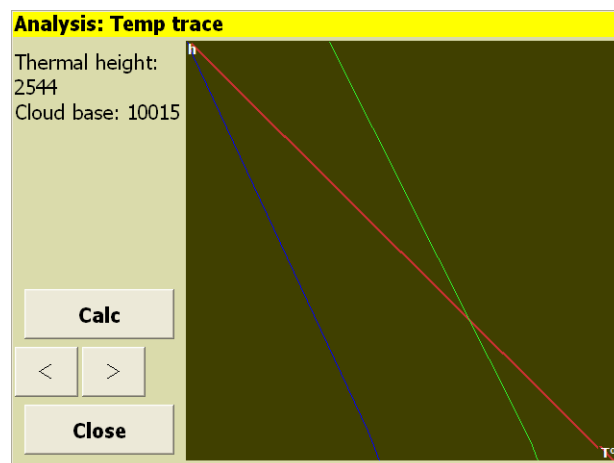 Analysis: Temp trace
Thermal height:
2544
Cloud base: 10015
h
Calc
< >
Close
T°